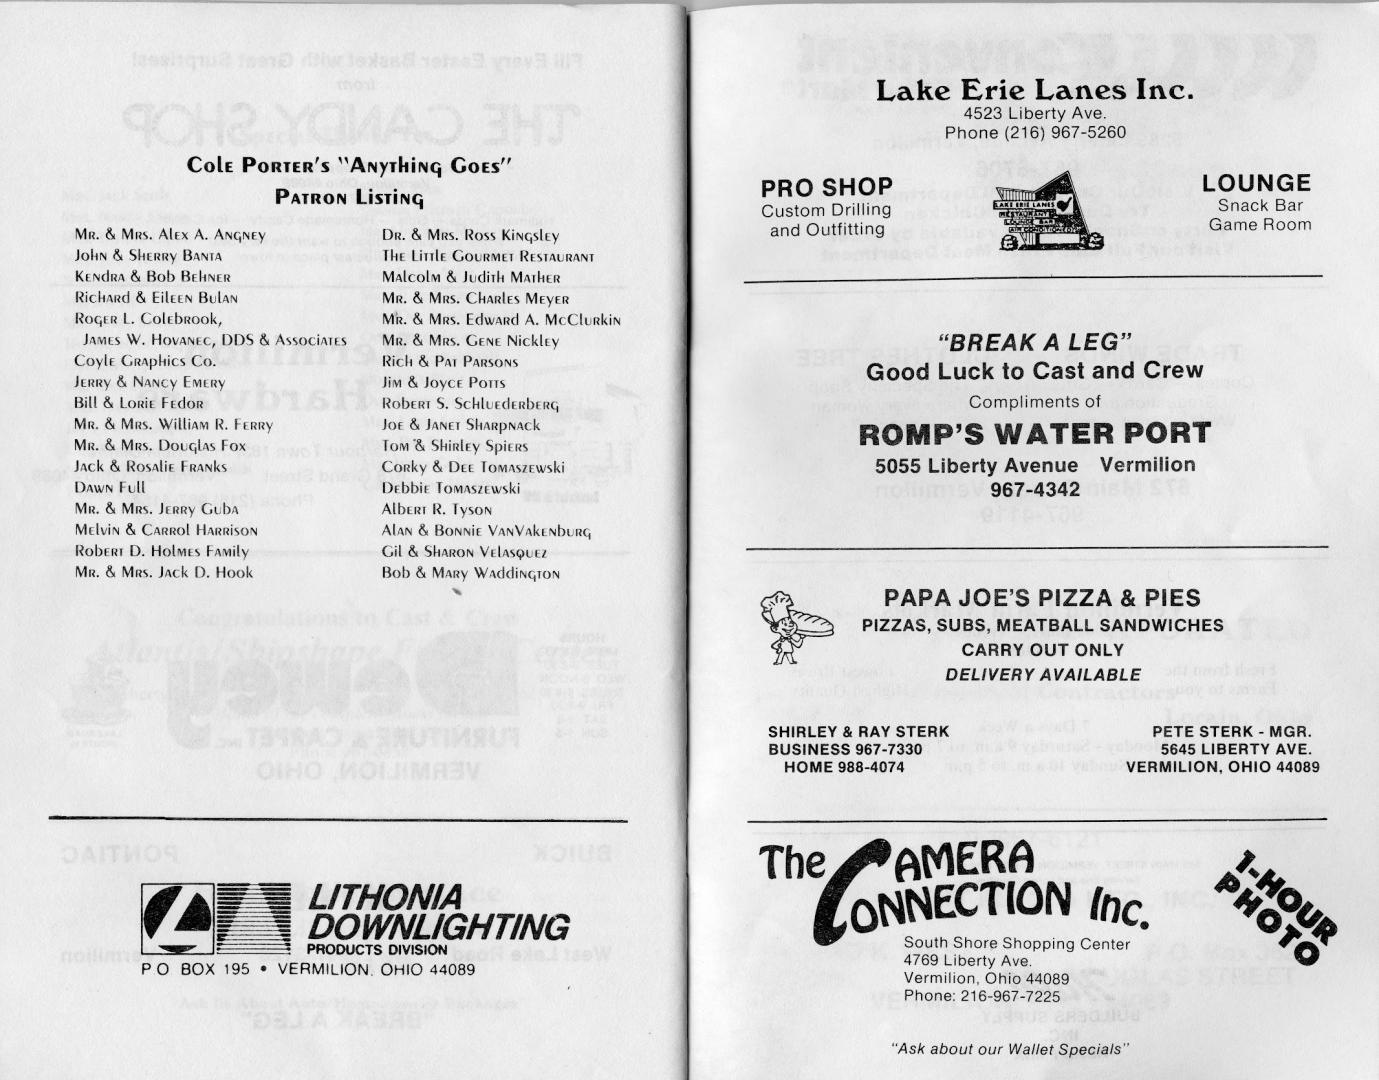 Cole Porter's "Anything Goes"
Patron Listing
Mr. & Mrs. Alex A. Angney
John & Sherry Banta
Kendra & Bob Behner
Richard & Eileen Bulan
Roger L. Colebrook,
James W. Hovanec, DDS & Associates
Coyle Graphics Co.
Jerry & Nancy Emery
Bill & Lorie Fedor
Mr. & Mrs. William R. Ferry
Mr. & Mrs. Douglas Fox
Jack & Rosalie Franks
Dawn Full
Mr. & Mrs. Jerry Guba
Melvin & Carrol Harrison
Robert D. Holmes Family
Mr. & Mrs. Jack D. Hook
Dr. & Mrs. Ross Kingsley
The Little Gourmet Restaurant
Malcolm & Judith Mather
Mr. & Mrs. Charles Meyer
Mr. & Mrs. Edward A. McClurkin
Mr. & Mrs. Gene Nickley
Rich & Pat Parsons
Jim & Joyce Potts
Robert S. Schluederberg
Joe & Janet Sharpnack
Tom & Shirley Spiers
Corky & Dee Tomaszewski
Debbie Tomaszewski
Albert R. Tyson
Alan & Bonnie VanVakenburg
Gil & Sharon Velasquez
Bob & Mary Waddington
LITHONIA
DOWNLIGHTING
PRODUCTS DIVISION
P.O. BOX 195 • VERMILION, OHIO 44089
Lake Erie Lanes Inc.
4523 Liberty Ave.
Phone (216) 967-5260
PRO SHOP
Custom Drilling
and Outfitting
LAKE ERIE LANES
RESTAURANT
LOUNGE BAR
AIR CONDITIONED
LOUNGE
Snack Bar
Game Room
"BREAK A LEG"
Good Luck to Cast and Crew
Compliments of
ROMP'S WATER PORT
5055 Liberty Avenue Vermilion
967-4342
PAPA JOE'S PIZZA & PIES
PIZZAS, SUBS, MEATBALL SANDWICHES
CARRY OUT ONLY
DELIVERY AVAILABLE
SHIRLEY & RAY STERK
BUSINESS 967-7330
HOME 988-4074
PETE STERK - MGR.
5645 LIBERTY AVE.
VERMILION, OHIO 44089
The CAMERA
CONNECTION Inc.
1-HOUR
PHOTO
South Shore Shopping Center
4769 Liberty Ave.
Vermilion, Ohio 44089
Phone: 216-967-7225
"Ask about our Wallet Specials"